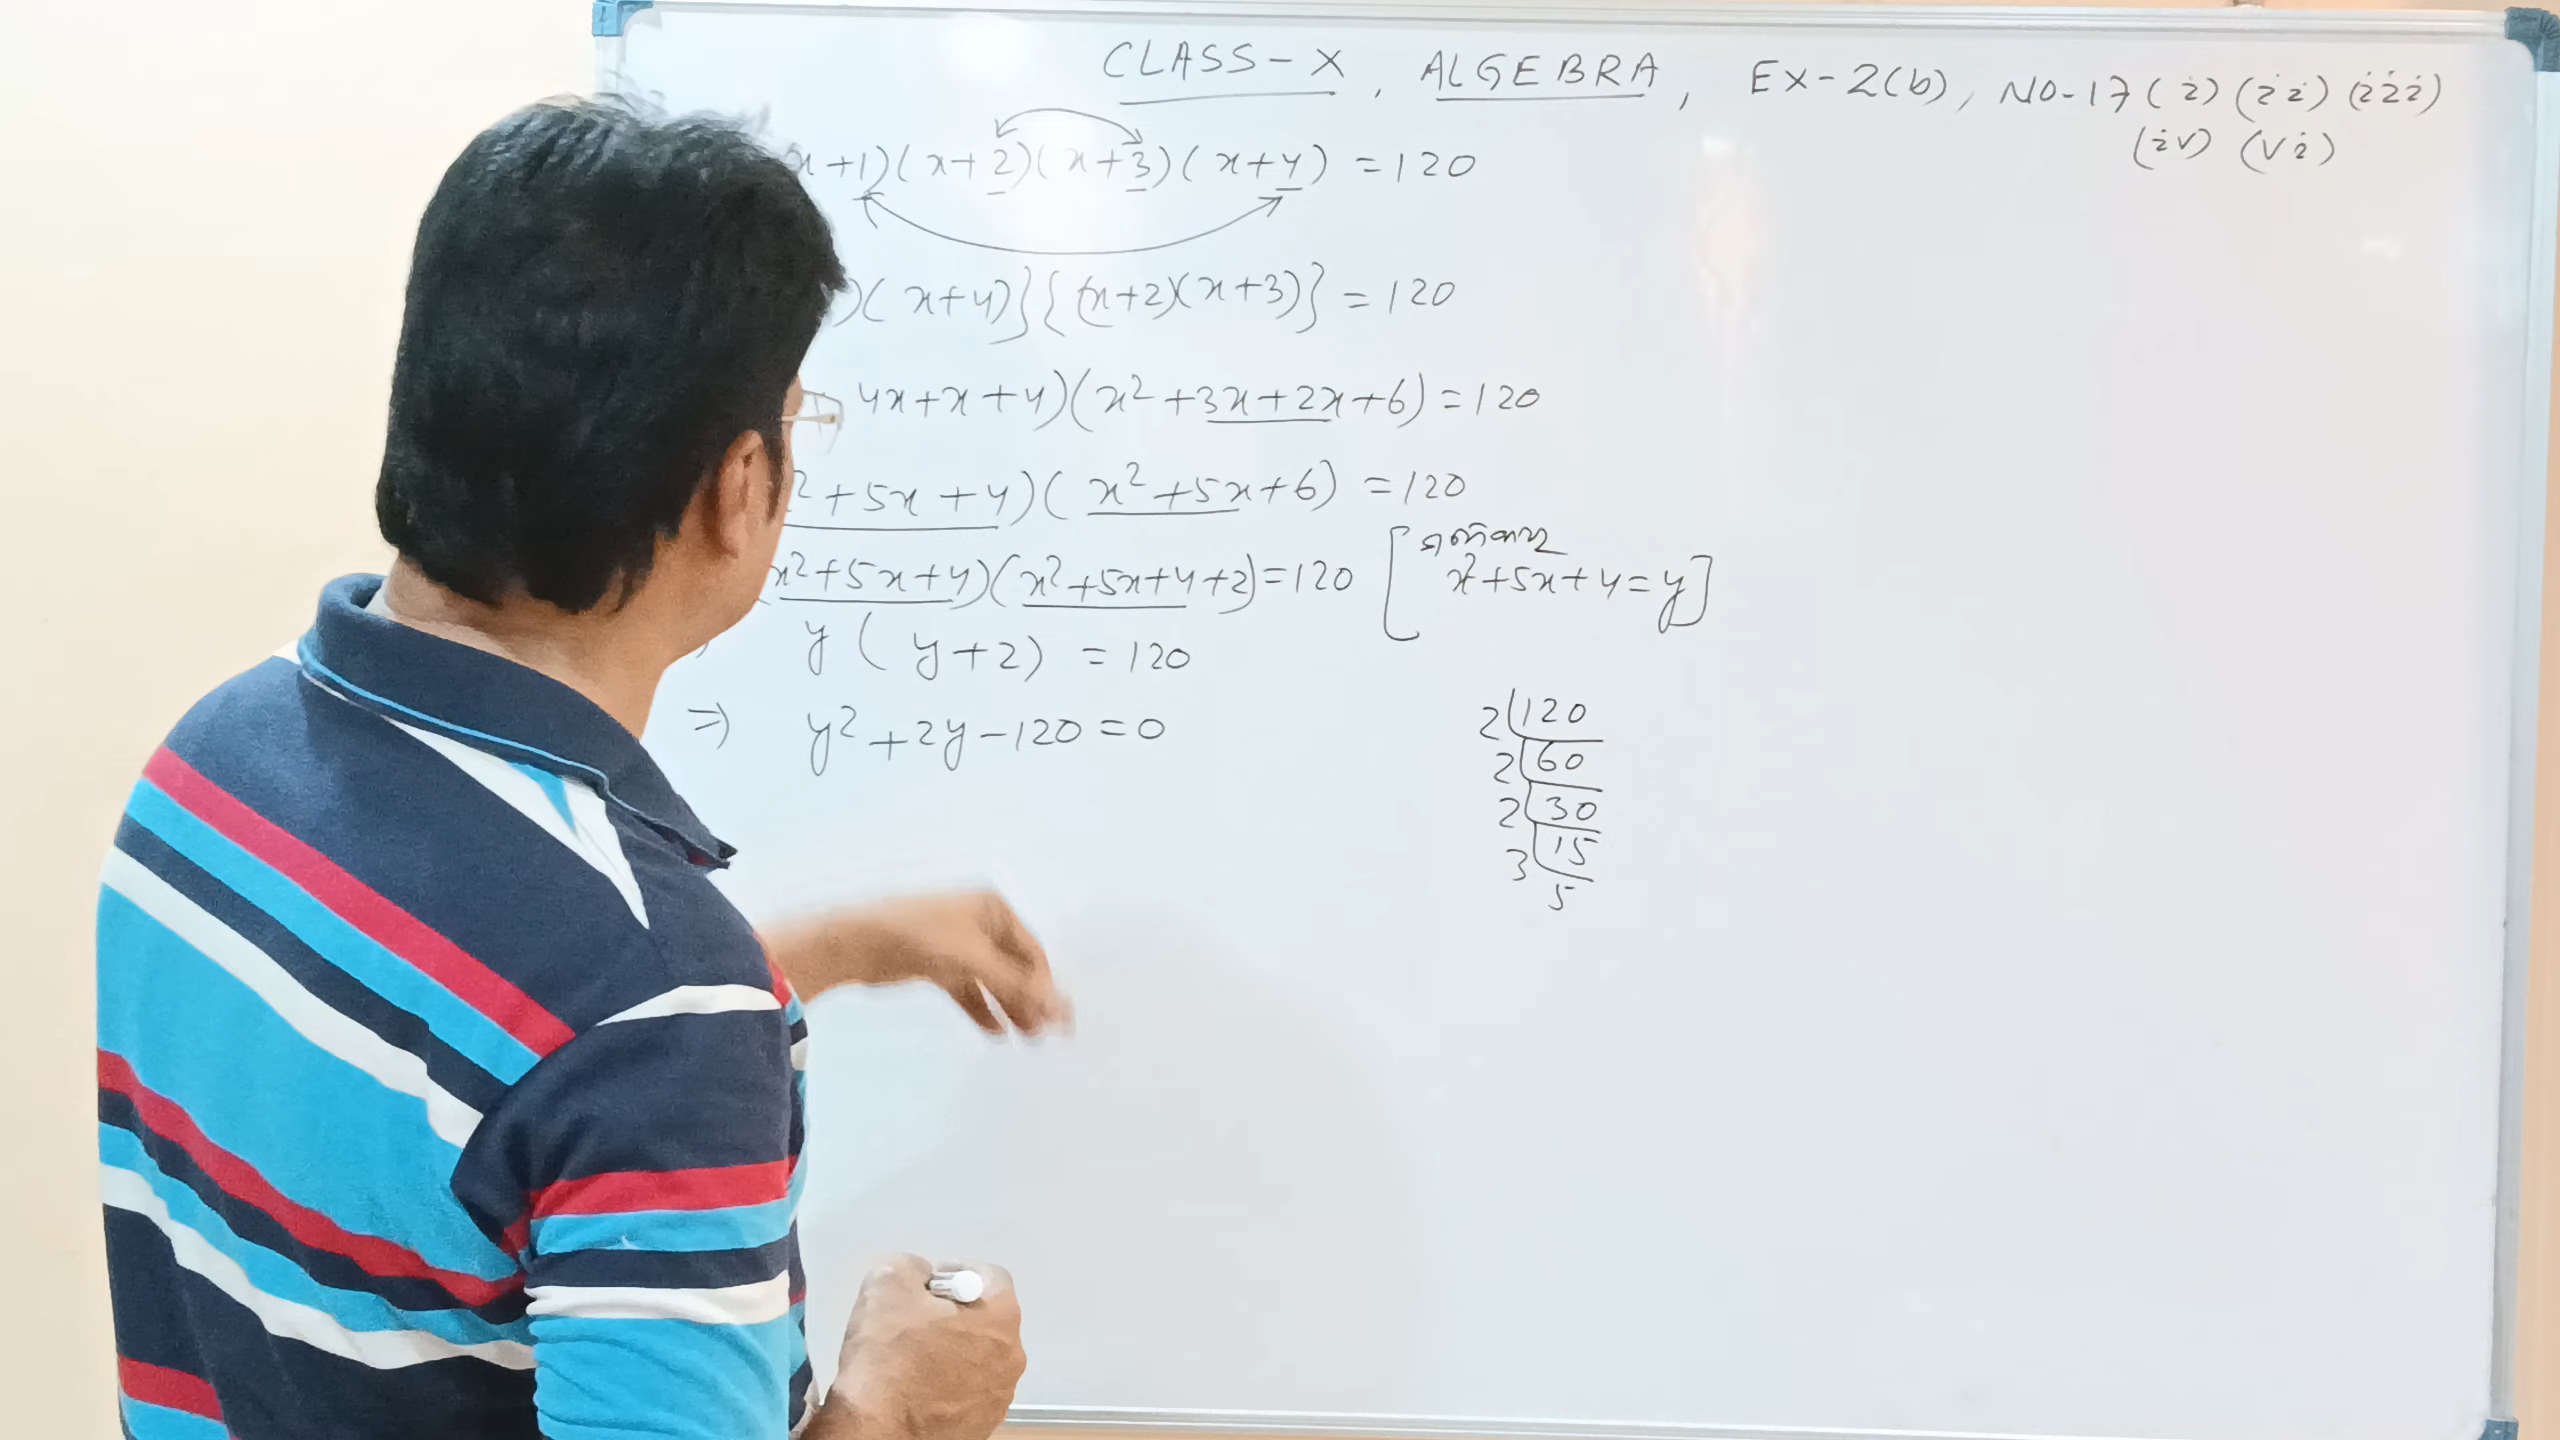 CLASS-X, ALGEBRA, EX-2(b), NO-17 (i) (ii) (iii)
(iv) (vi)
x+1)(x+2)(x+3)(x+4) =120
)(x+4)}{(x+2)(x+3)} =120
4x+x+4)(x²+3x+2x+6)=120
²+5x+4)(x²+5x+6) =120
(x²+5x+4)(x²+5x+4+2)=120 [ମନେକର x²+5x+4=y]
y(y+2) =120
⇒ y²+2y-120=0
2|120
2|60
2|30
3|15
5